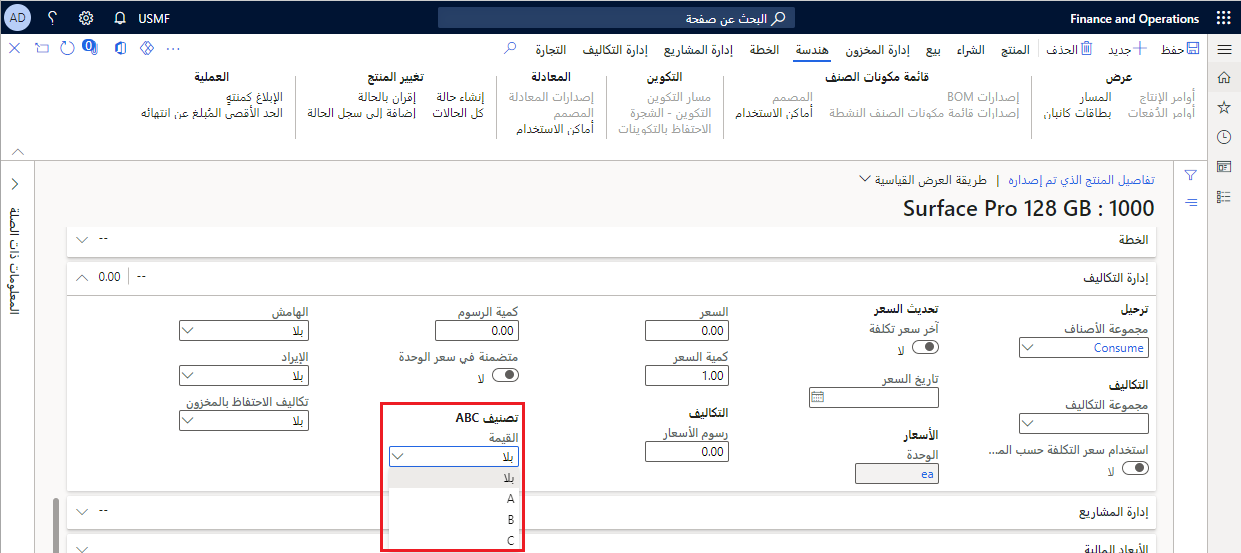 Finance and Operations
البحث عن صفحة
USMF
AD
حفظ
جديد
الحذف
المنتج
الشراء
بيع
إدارة المخزون
هندسة
الخطة
إدارة المشاريع
إدارة التكاليف
التجارة
0
عرض
أوامر الإنتاج
أوامر الدُفعات
المسار
بطاقات كانبان
قائمة مكونات الصنف
إصدارات BOM
إصدارات قائمة مكونات الصنف النشطة
المصمم
أماكن الاستخدام
التكوين
مسار التكوين
التكوين - الشجرة
الاحتفاظ بالتكوينات
المعادلة
إصدارات المعادلة
المصمم
أماكن الاستخدام
تغيير المنتج
إنشاء حالة
كل الحالات
إقران بالحالة
إضافة إلى سجل الحالة
العملية
الإبلاغ كمنتهٍ
الحد الأقصى المُبلغ عن انتهائه
تفاصيل المنتج الذي تم إصداره | طريقة العرض القياسية
Surface Pro 128 GB : 1000
المعلومات ذات الصلة
الخطة
--
إدارة التكاليف
--
0.00
ترحيل
مجموعة الأصناف
Consume
التكاليف
مجموعة التكاليف
استخدام سعر التكلفة حسب الم...
لا
تحديث السعر
آخر سعر تكلفة
لا
تاريخ السعر
الأسعار
الوحدة
ea
السعر
0.00
كمية السعر
1.00
التكاليف
رسوم الأسعار
0.00
كمية الرسوم
0.00
متضمنة في سعر الوحدة
لا
تصنيف ABC
القيمة
بلا
بلا
A
B
C
الهامش
بلا
الإيراد
بلا
تكاليف الاحتفاظ بالمخزون
بلا
إدارة المشاريع
--
الأبعاد المالية